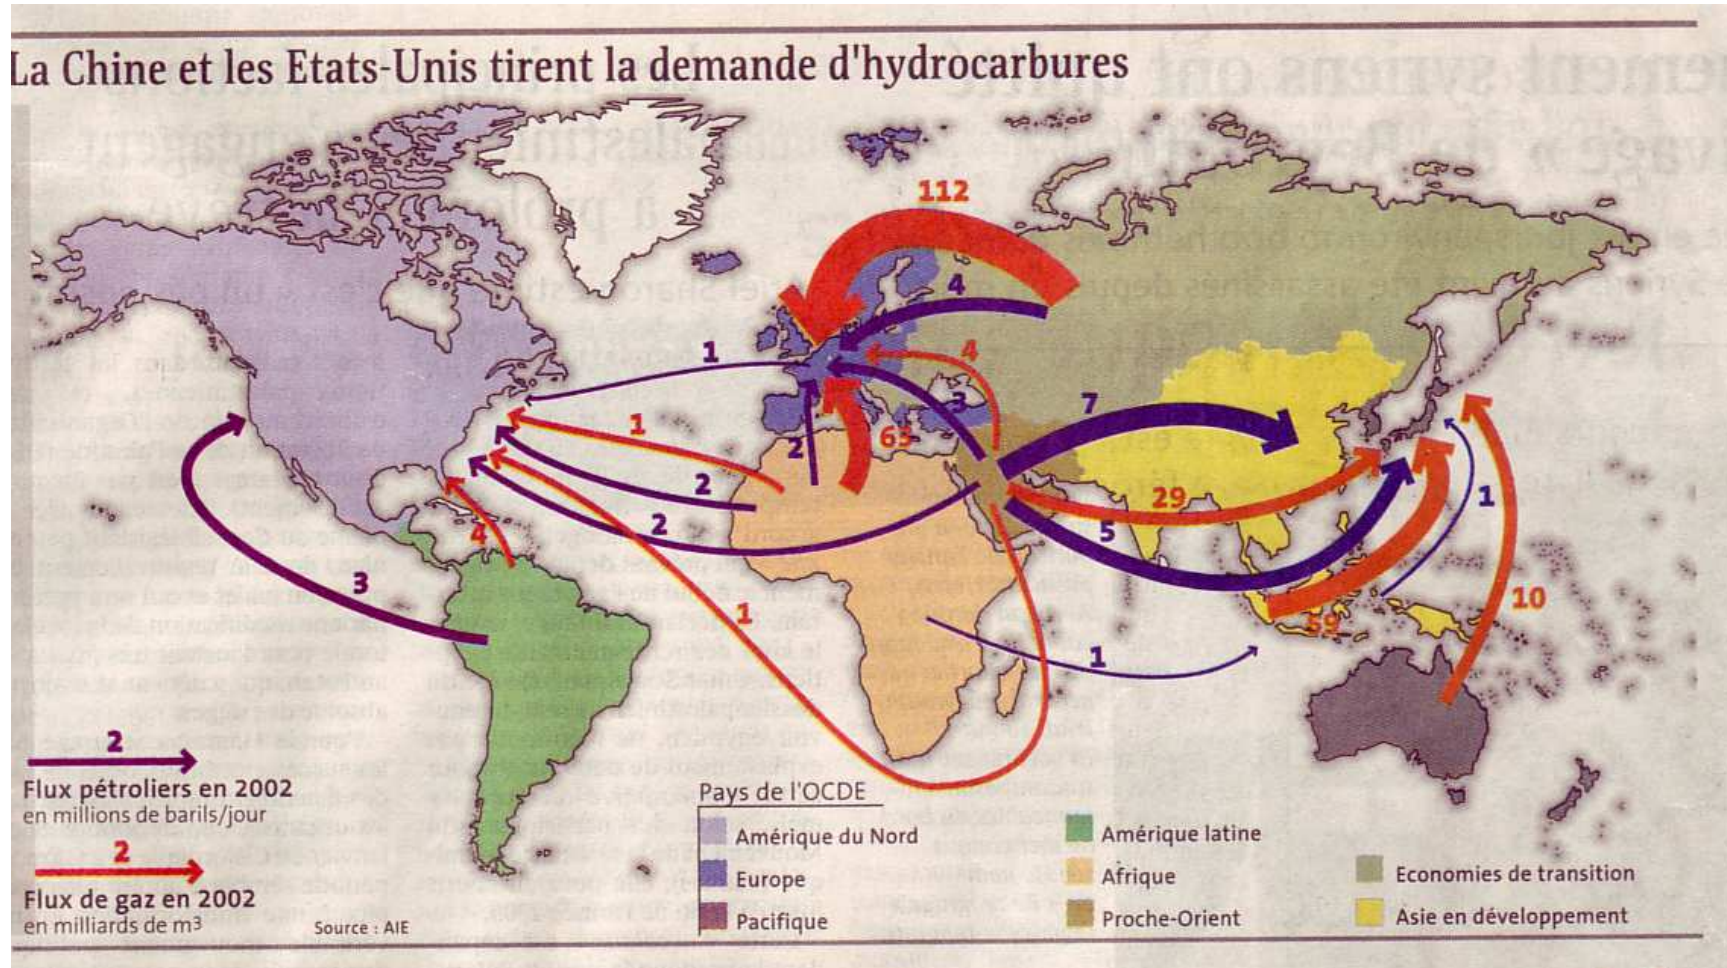 La Chine et les Etats-Unis tirent la demande d'hydrocarbures
112
4
1
4
3
7
1
63
2
2
29
2
5
1
4
3
1
59
10
1
2
Flux pétroliers en 2002
en millions de barils/jour
2
Flux de gaz en 2002
en milliards de m3
Source : AIE
Pays de l'OCDE
Amérique du Nord
Europe
Pacifique
Amérique latine
Afrique
Proche-Orient
Economies de transition
Asie en développement